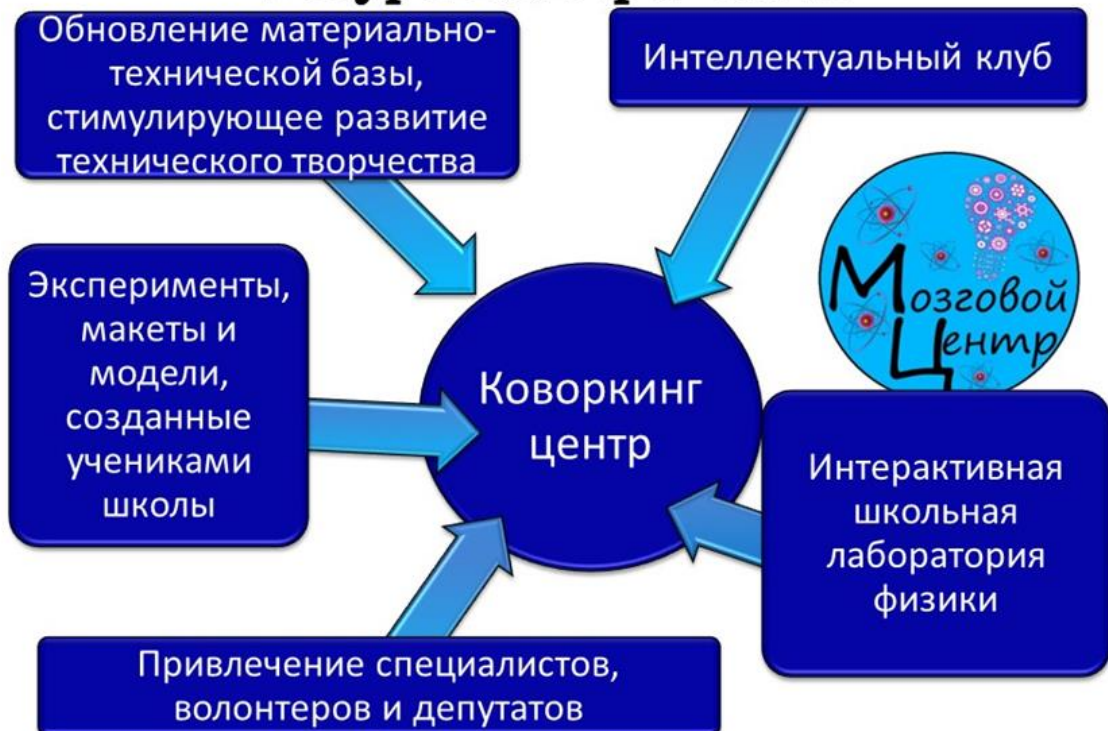 Обновление материально-
технической базы,
стимулирующее развитие
технического творчества
Интеллектуальный клуб
Мозговой
Центр
Эксперименты,
макеты и
модели,
созданные
учениками
школы
Коворкинг
центр
Интерактивная
школьная
лаборатория
физики
Привлечение специалистов,
волонтеров и депутатов